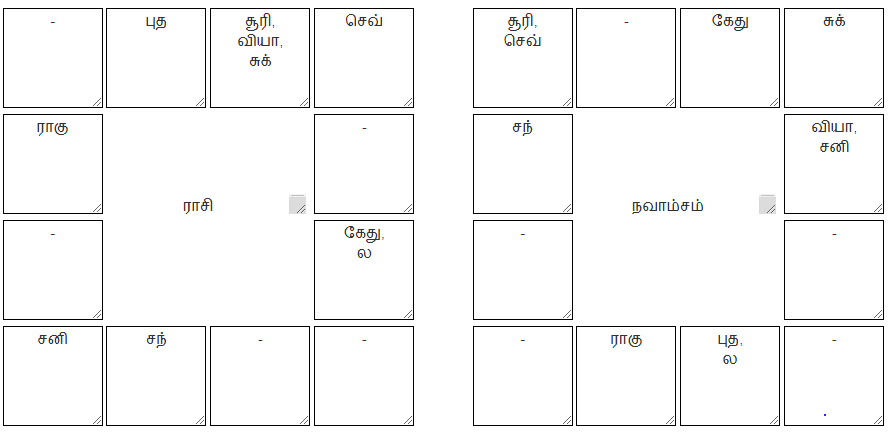 - புத சூரி, செவ் சூரி, - கேது சுக்
வியா, செவ்
சுக்
ராகு - சந் வியா,
சனி
ராசி நவாம்சம்
- கேது, - -
ல
சனி சந் - - - ராகு புத, -
ல